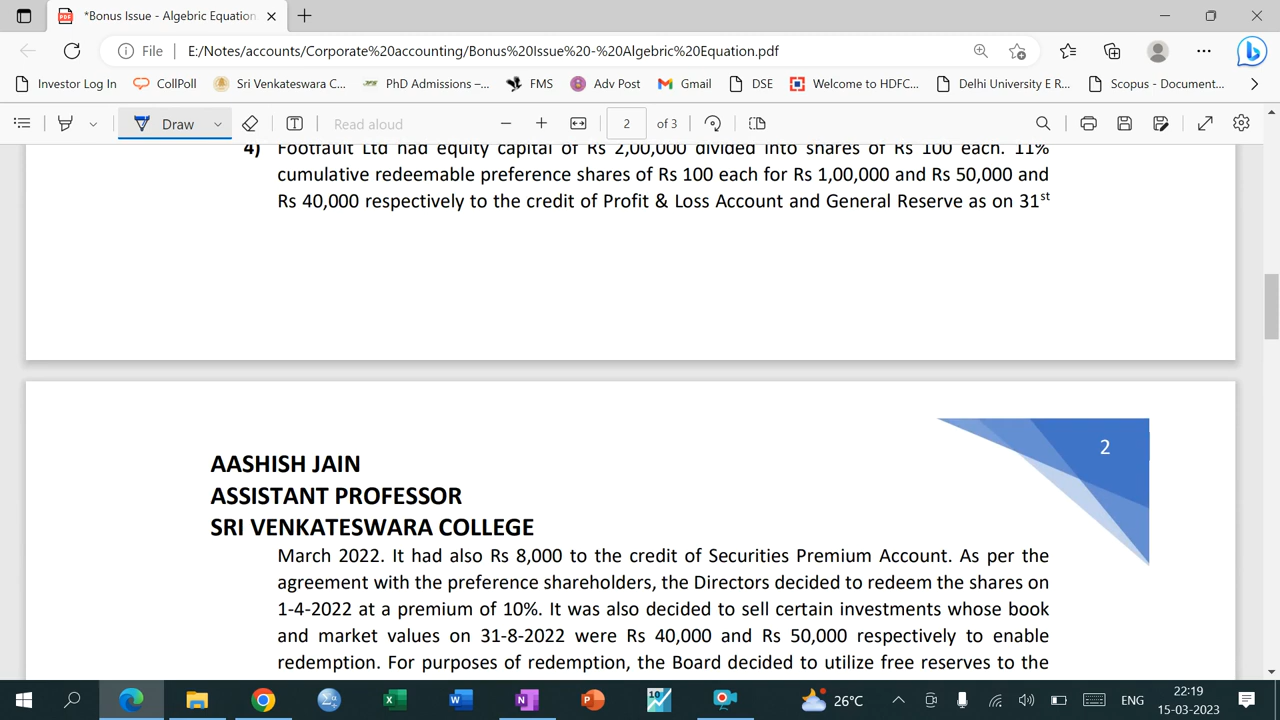 *Bonus Issue - Algebric Equation
File
E:/Notes/accounts/Corporate%20accounting/Bonus%20Issue%20-%20Algebric%20Equation.pdf
Investor Log In
CollPoll
Sri Venkateswara C...
PhD Admissions –...
FMS
Adv Post
Gmail
DSE
Welcome to HDFC...
Delhi University E R...
Scopus - Document...
Draw
Read aloud
2
of 3
4) Footfault Ltd had equity capital of Rs 2,00,000 divided into shares of Rs 100 each. 11%
cumulative redeemable preference shares of Rs 100 each for Rs 1,00,000 and Rs 50,000 and
Rs 40,000 respectively to the credit of Profit & Loss Account and General Reserve as on 31st
2
AASHISH JAIN
ASSISTANT PROFESSOR
SRI VENKATESWARA COLLEGE
March 2022. It had also Rs 8,000 to the credit of Securities Premium Account. As per the
agreement with the preference shareholders, the Directors decided to redeem the shares on
1-4-2022 at a premium of 10%. It was also decided to sell certain investments whose book
and market values on 31-8-2022 were Rs 40,000 and Rs 50,000 respectively to enable
redemption. For purposes of redemption, the Board decided to utilize free reserves to the
26°C
ENG
22:19
15-03-2023